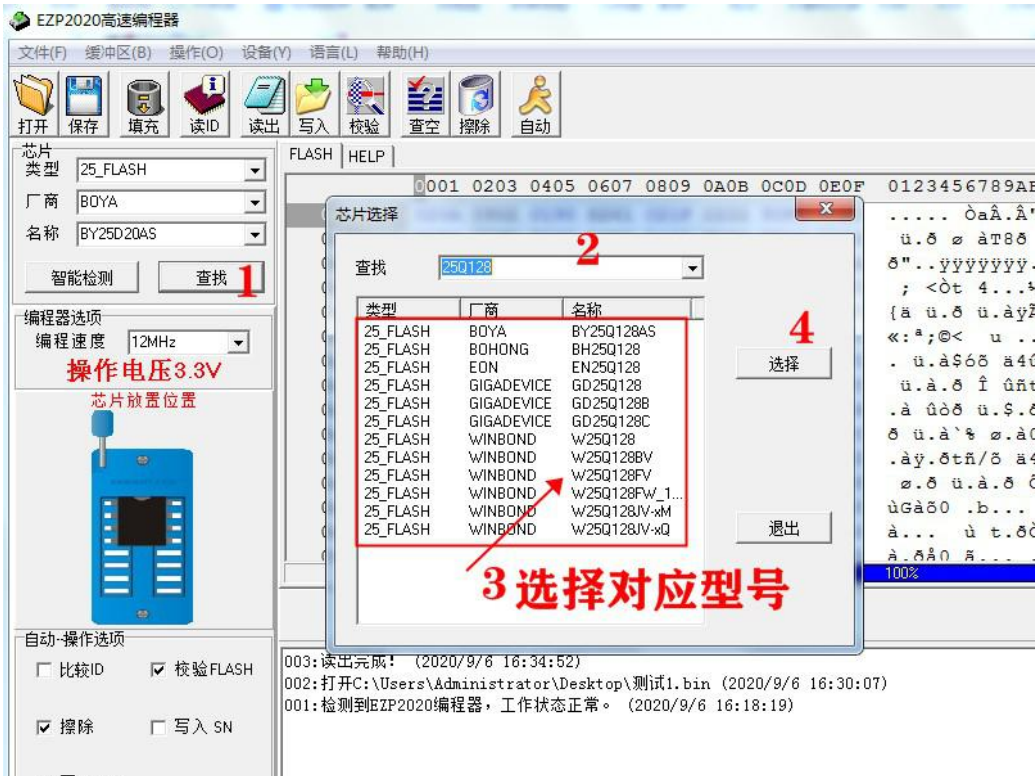 EZP2020高速编程器
文件(F) 缓冲区(B) 操作(O) 设备(Y) 语言(L) 帮助(H)
打开 保存 填充 读ID 读出 写入 校验 查空 擦除 自动
芯片
类型 25_FLASH
厂商 BOYA
名称 BY25D20AS
智能检测 查找 1
编程器选项
编程速度 12MHz
操作电压3.3V
芯片放置位置
自动-操作选项
比较ID 校验FLASH
擦除 写入 SN
FLASH HELP
0001 0203 0405 0607 0809 0A0B 0C0D 0E0F 0123456789AB
芯片选择
查找 25Q128 2
类型 厂商 名称
25_FLASH BOYA BY25Q128AS
25_FLASH BOHONG BH25Q128
25_FLASH EON EN25Q128
25_FLASH GIGADEVICE GD25Q128
25_FLASH GIGADEVICE GD25Q128B
25_FLASH GIGADEVICE GD25Q128C
25_FLASH WINBOND W25Q128
25_FLASH WINBOND W25Q128BV
25_FLASH WINBOND W25Q128FV
25_FLASH WINBOND W25Q128FW_1...
25_FLASH WINBOND W25Q128JV-xM
25_FLASH WINBOND W25Q128JV-xQ
4
选择
退出
3选择对应型号
100%
003:读出完成! (2020/9/6 16:34:52)
002:打开C:\Users\Administrator\Desktop\测试1.bin (2020/9/6 16:30:07)
001:检测到EZP2020编程器，工作状态正常。 (2020/9/6 16:18:19)